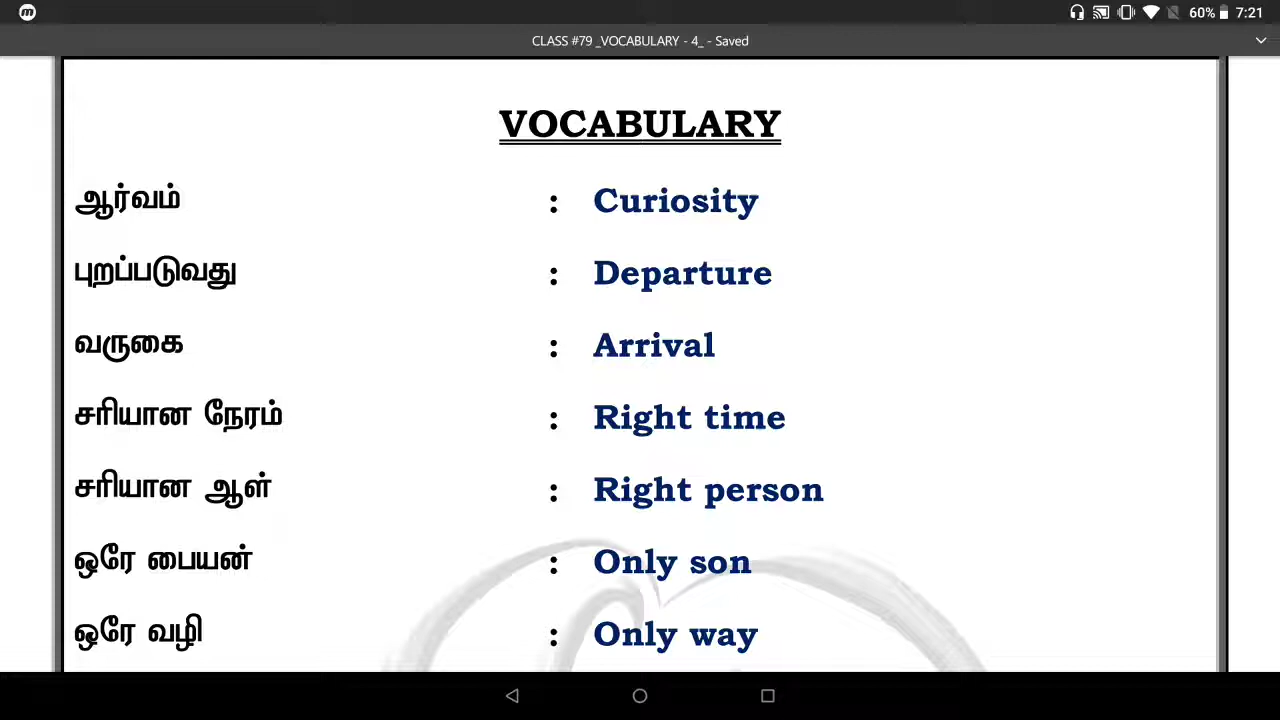 60% 7:21
CLASS #79 _VOCABULARY - 4_ - Saved
VOCABULARY
ஆர்வம் : Curiosity
புறப்படுவது : Departure
வருகை : Arrival
சரியான நேரம் : Right time
சரியான ஆள் : Right person
ஒரே பையன் : Only son
ஒரே வழி : Only way